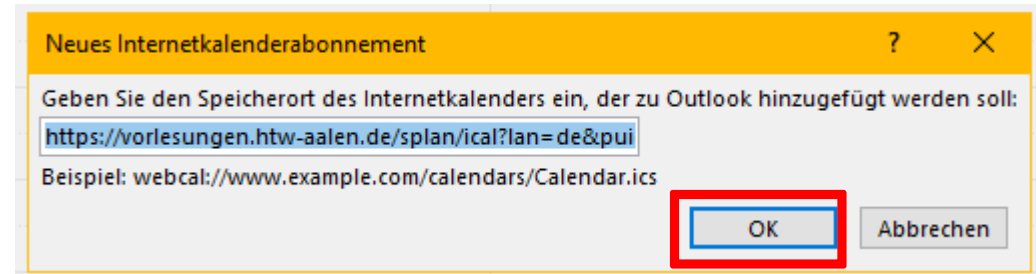 Neues Internetkalenderabonnement ?
Geben Sie den Speicherort des Internetkalenders ein, der zu Outlook hinzugefügt werden soll:
https://vorlesungen.htw-aalen.de/splan/ical?lan=de&pui
Beispiel: webcal://www.example.com/calendars/Calendar.ics
OK Abbrechen